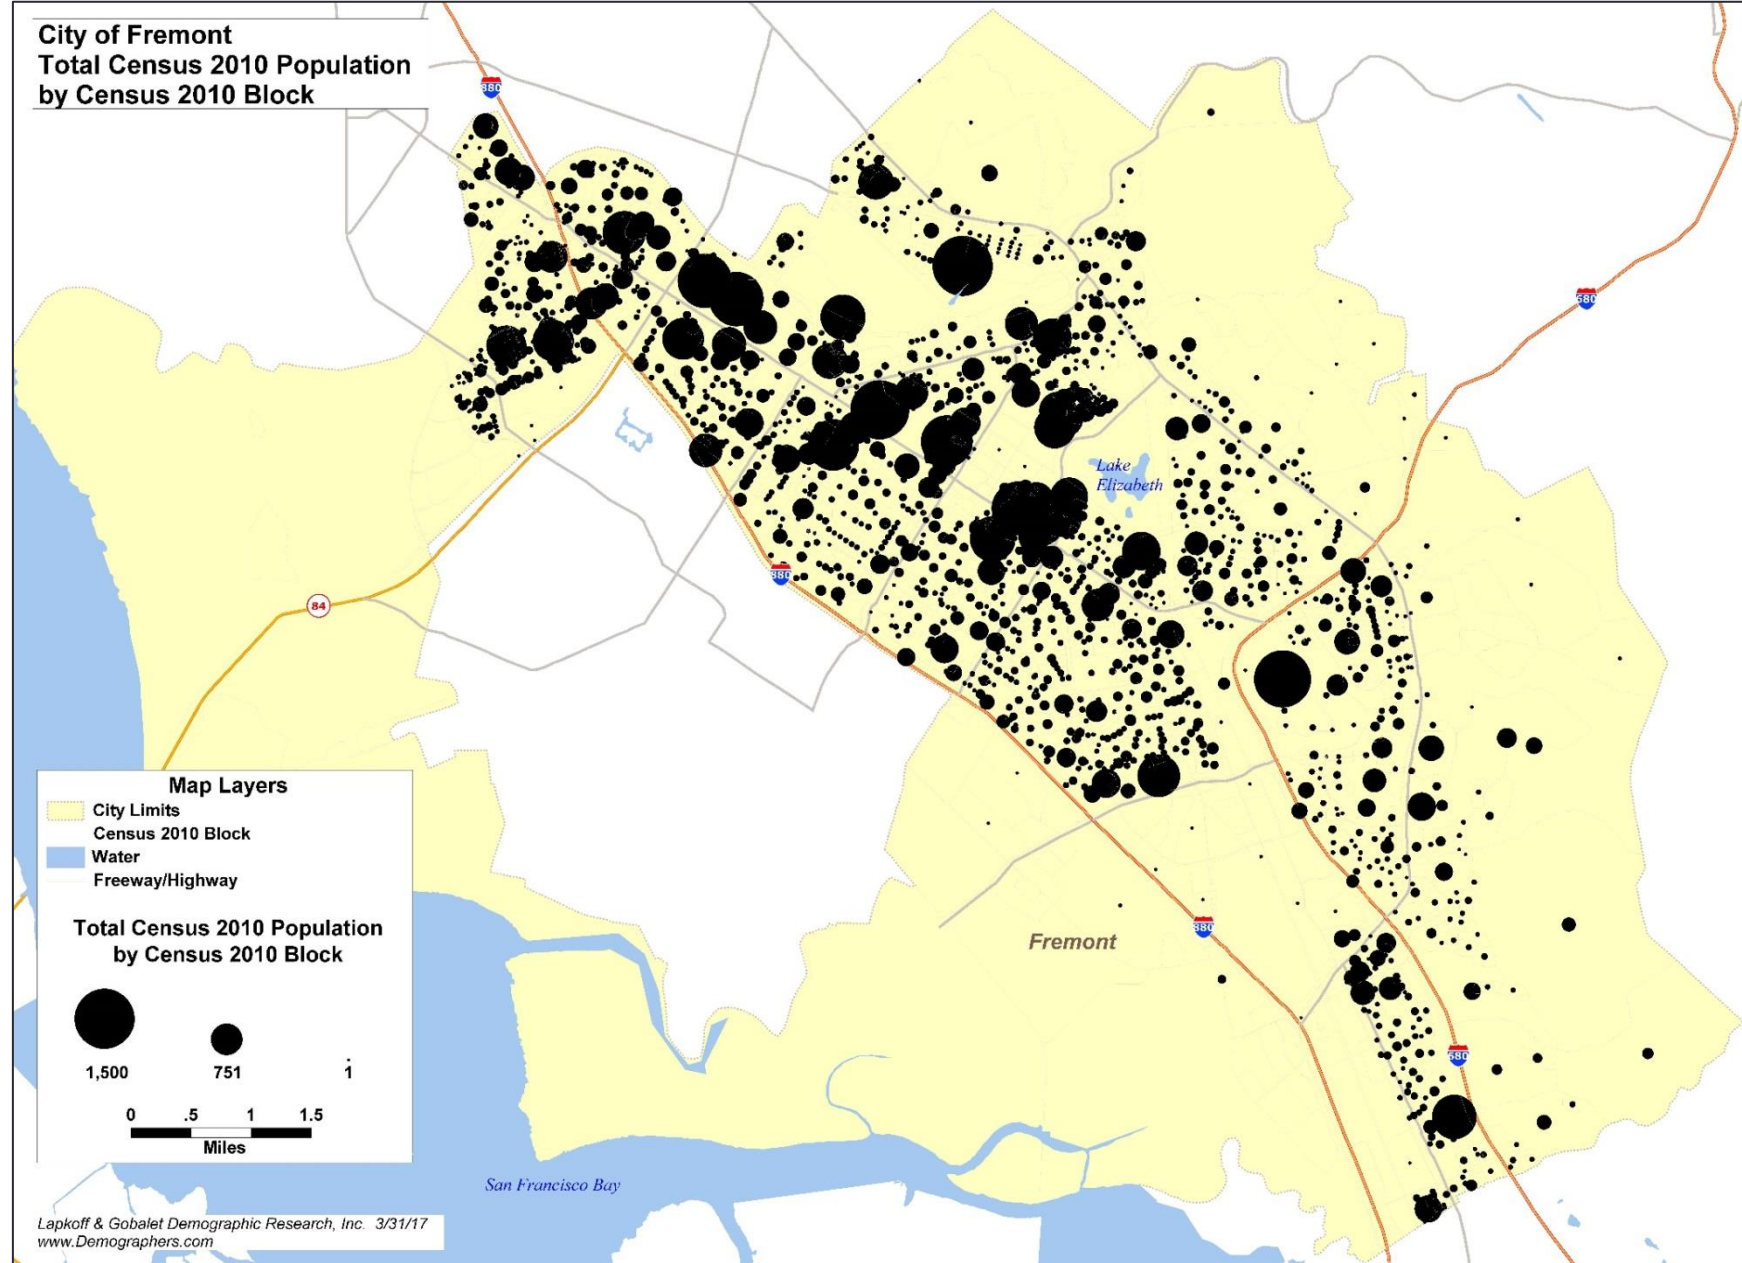 City of Fremont
Total Census 2010 Population
by Census 2010 Block
880
680
Lake
Elizabeth
84
880
Map Layers
City Limits
Census 2010 Block
Water
Freeway/Highway
Total Census 2010 Population
by Census 2010 Block
1,500
751
1
0 .5 1 1.5
Miles
Fremont
880
680
San Francisco Bay
Lapkoff & Gobalet Demographic Research, Inc. 3/31/17
www.Demographers.com